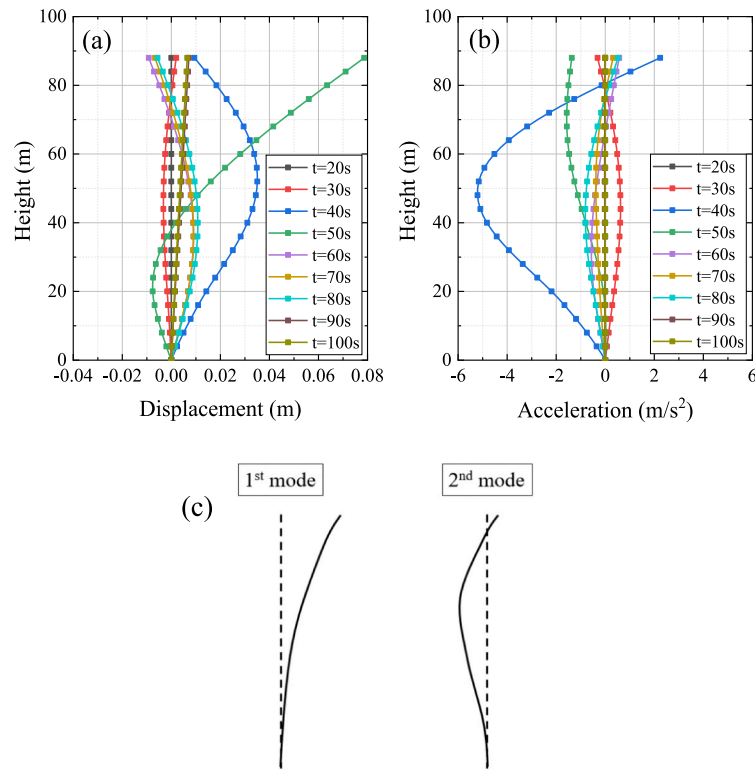 (a)
100
80
60
40
20
0
Height (m)
-0.04
-0.02
0.00
0.02
0.04
0.06
0.08
Displacement (m)
t=20s
t=30s
t=40s
t=50s
t=60s
t=70s
t=80s
t=90s
t=100s
(b)
100
80
60
40
20
0
Height (m)
-6
-4
-2
0
2
4
6
Acceleration (m/s²)
t=20s
t=30s
t=40s
t=50s
t=60s
t=70s
t=80s
t=90s
t=100s
(c)
1st mode
2nd mode